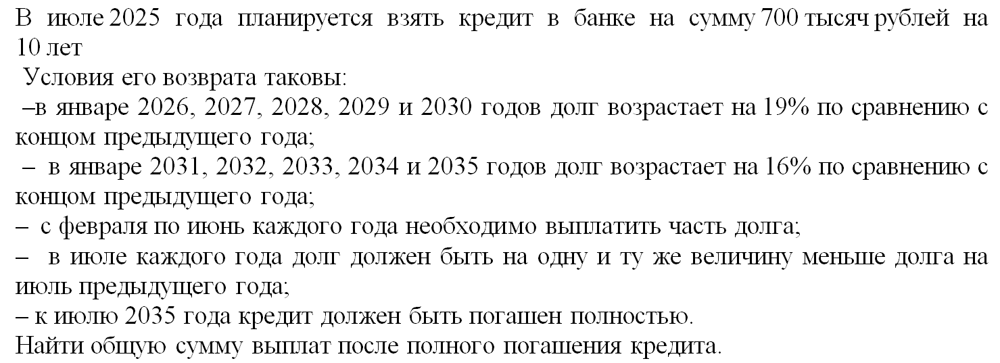 В июле 2025 года планируется взять кредит в банке на сумму 700 тысяч рублей на
10 лет
Условия его возврата таковы:
–в январе 2026, 2027, 2028, 2029 и 2030 годов долг возрастает на 19% по сравнению с
концом предыдущего года;
– в январе 2031, 2032, 2033, 2034 и 2035 годов долг возрастает на 16% по сравнению с
концом предыдущего года;
– с февраля по июнь каждого года необходимо выплатить часть долга;
– в июле каждого года долг должен быть на одну и ту же величину меньше долга на
июль предыдущего года;
– к июлю 2035 года кредит должен быть погашен полностью.
Найти общую сумму выплат после полного погашения кредита.